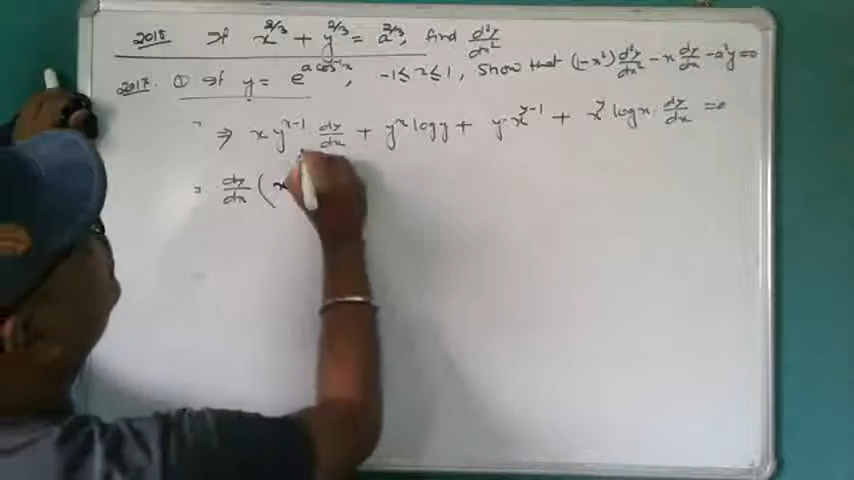 2015 If x^{2/3} + y^{2/3} = a^{2/3}, find d²y/dx²
2017. ① If y = e^{a cos⁻¹x}, -1 ≤ x ≤ 1, Show that (1-x²) d²y/dx² - x dy/dx - a²y = 0
⇒ x y^{x-1} · dy/dx + y^x log y + y·x^{y-1} + x^y log x · dy/dx = 0
= dy/dx ( x